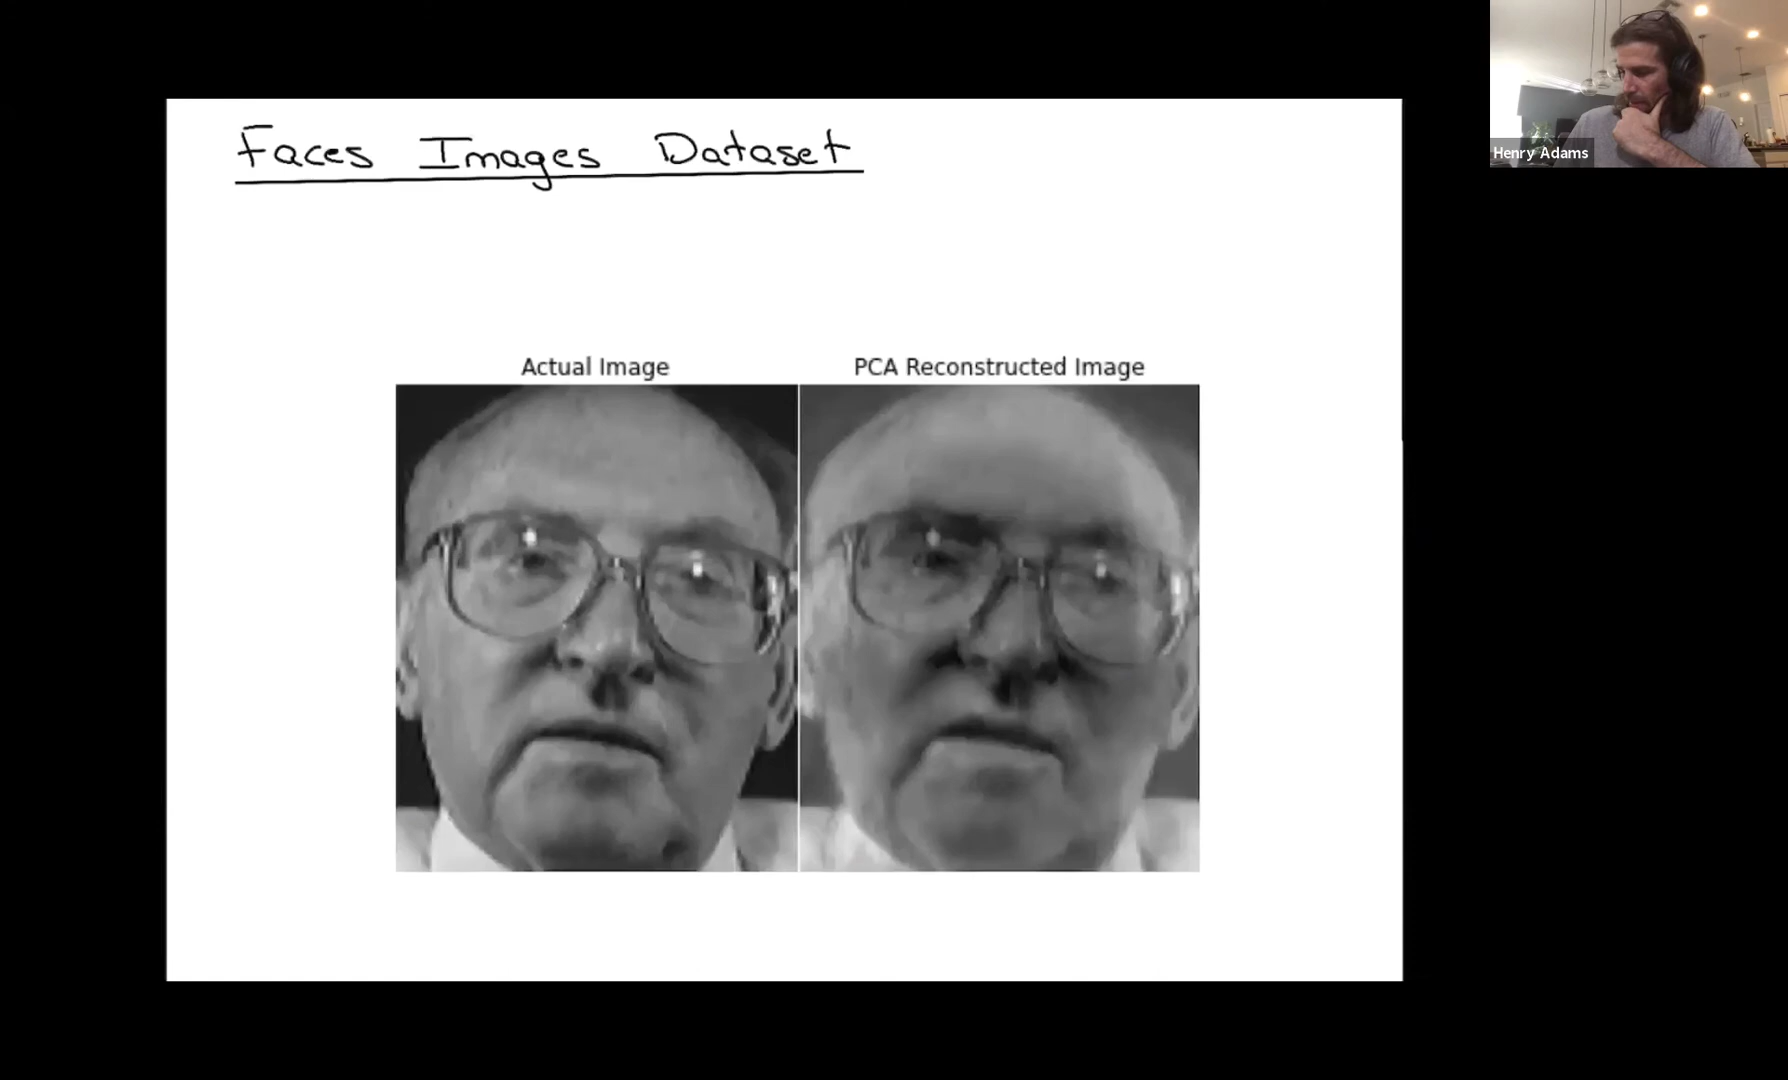 Faces Images Dataset
Actual Image
PCA Reconstructed Image
Henry Adams